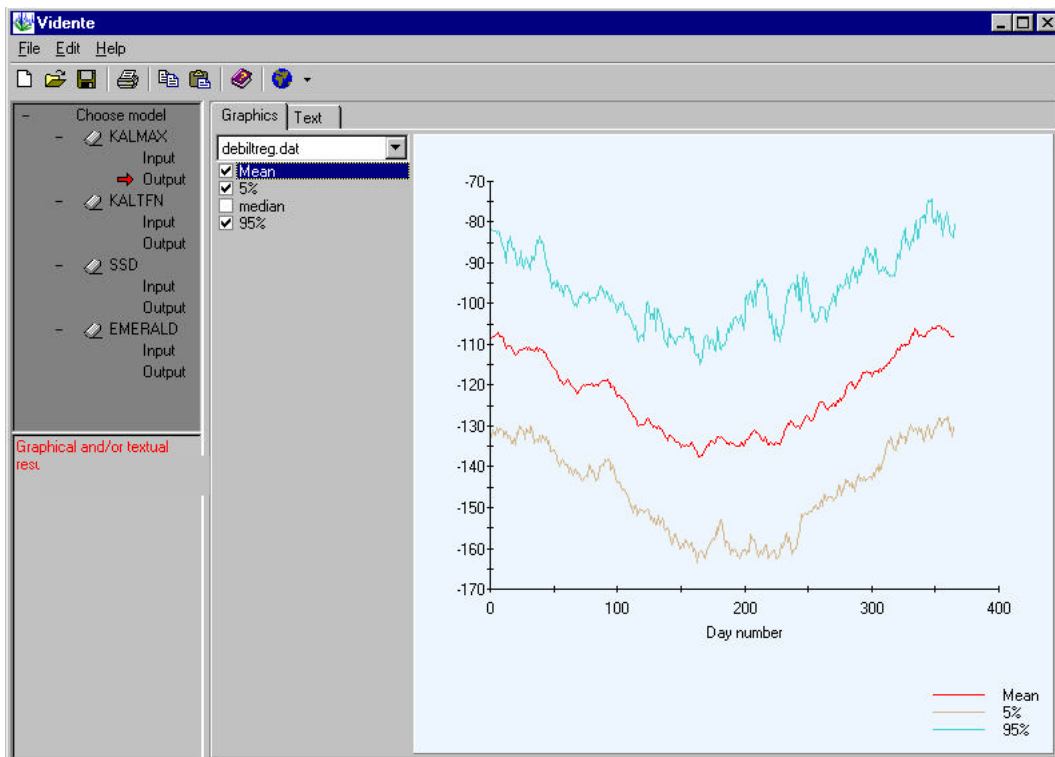 Vidente
File Edit Help
Choose model
KALMAX
Input
Output
KALTFN
Input
Output
SSD
Input
Output
EMERALD
Input
Output
Graphical and/or textual
Graphics Text
debiltreg.dat
Mean
5%
median
95%
-70
-80
-90
-100
-110
-120
-130
-140
-150
-160
-170
0 100 200 300 400
Day number
Mean
5%
95%